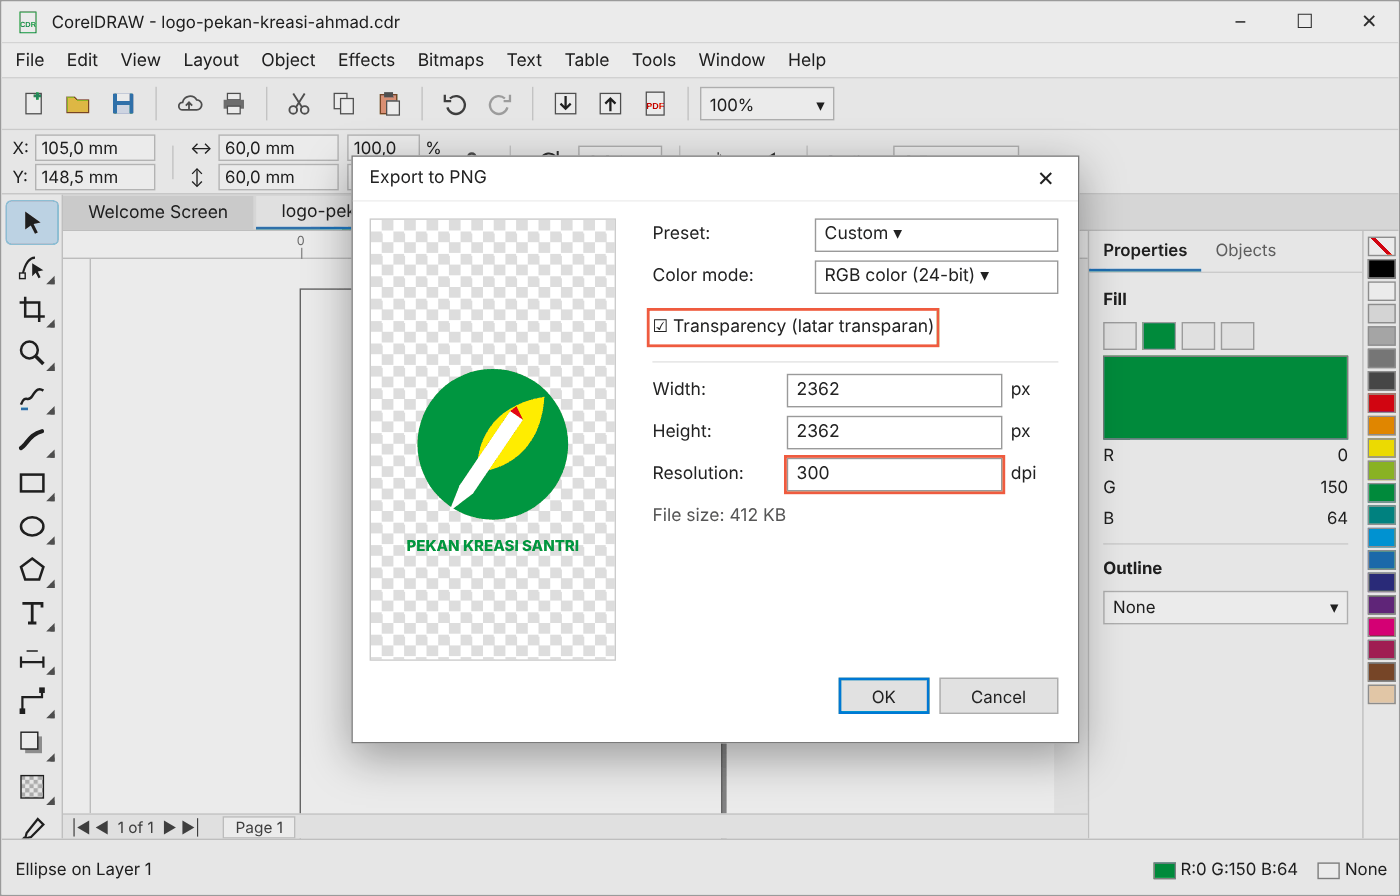 CorelDRAW - logo-pekan-kreasi-ahmad.cdr
File Edit View Layout Object Effects Bitmaps Text Table Tools Window Help
CDR
PDF
100% ▾
X: 105,0 mm
60,0 mm
100,0 %
Y: 148,5 mm
60,0 mm
Welcome Screen
logo-pek
0
Export to PNG
PEKAN KREASI SANTRI
Preset: Custom ▾
Color mode: RGB color (24-bit) ▾
☑ Transparency (latar transparan)
Width: 2362 px
Height: 2362 px
Resolution: 300 dpi
File size: 412 KB
OK Cancel
Properties Objects
Fill
R 0
G 150
B 64
Outline
None ▾
1 of 1
Page 1
Ellipse on Layer 1
R:0 G:150 B:64 None